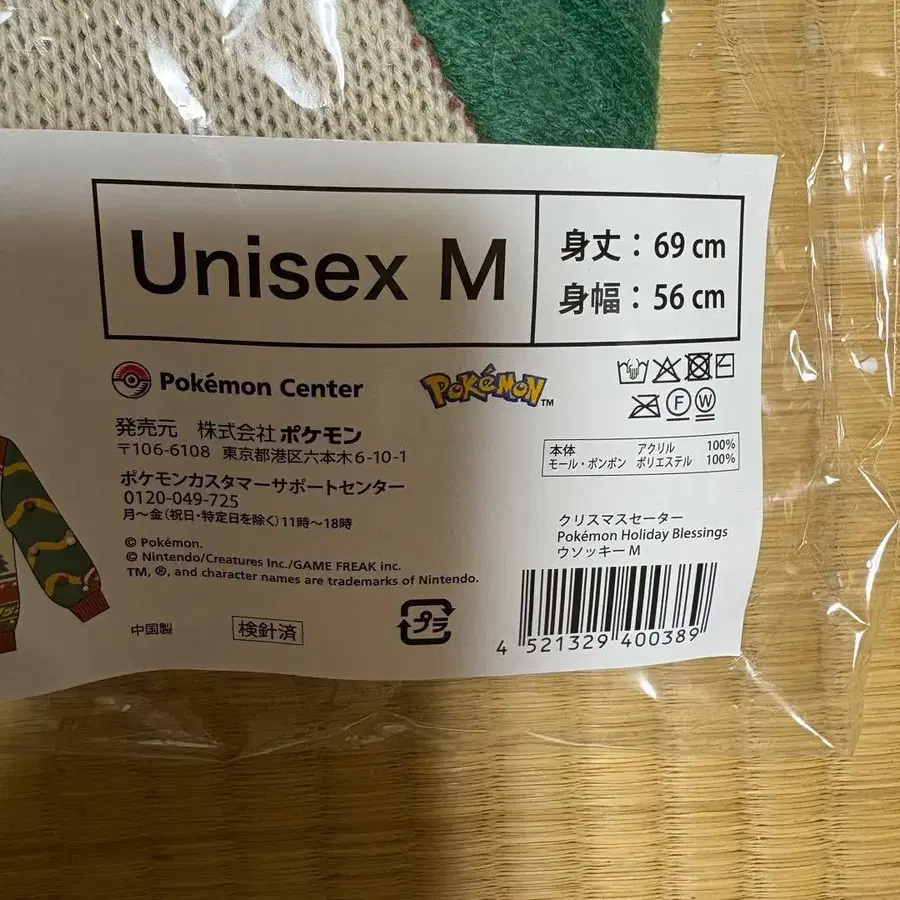 Unisex M
身丈： 69 cm
身幅： 56 cm
Pokémon Center
POKéMON™
発売元　株式会社ポケモン
〒106-6108　東京都港区六本木6-10-1
ポケモンカスタマーサポートセンター
0120-049-725
月～金（祝日・特定日を除く）11時～18時
© Pokémon.
© Nintendo/Creatures Inc./GAME FREAK inc.
TM, ®, and character names are trademarks of Nintendo.
中国製
検針済
プラ
F
W
本体　アクリル　100%
モール・ポンポン　ポリエステル　100%
クリスマスセーター
Pokémon Holiday Blessings
ウソッキー M
4 521329 400389